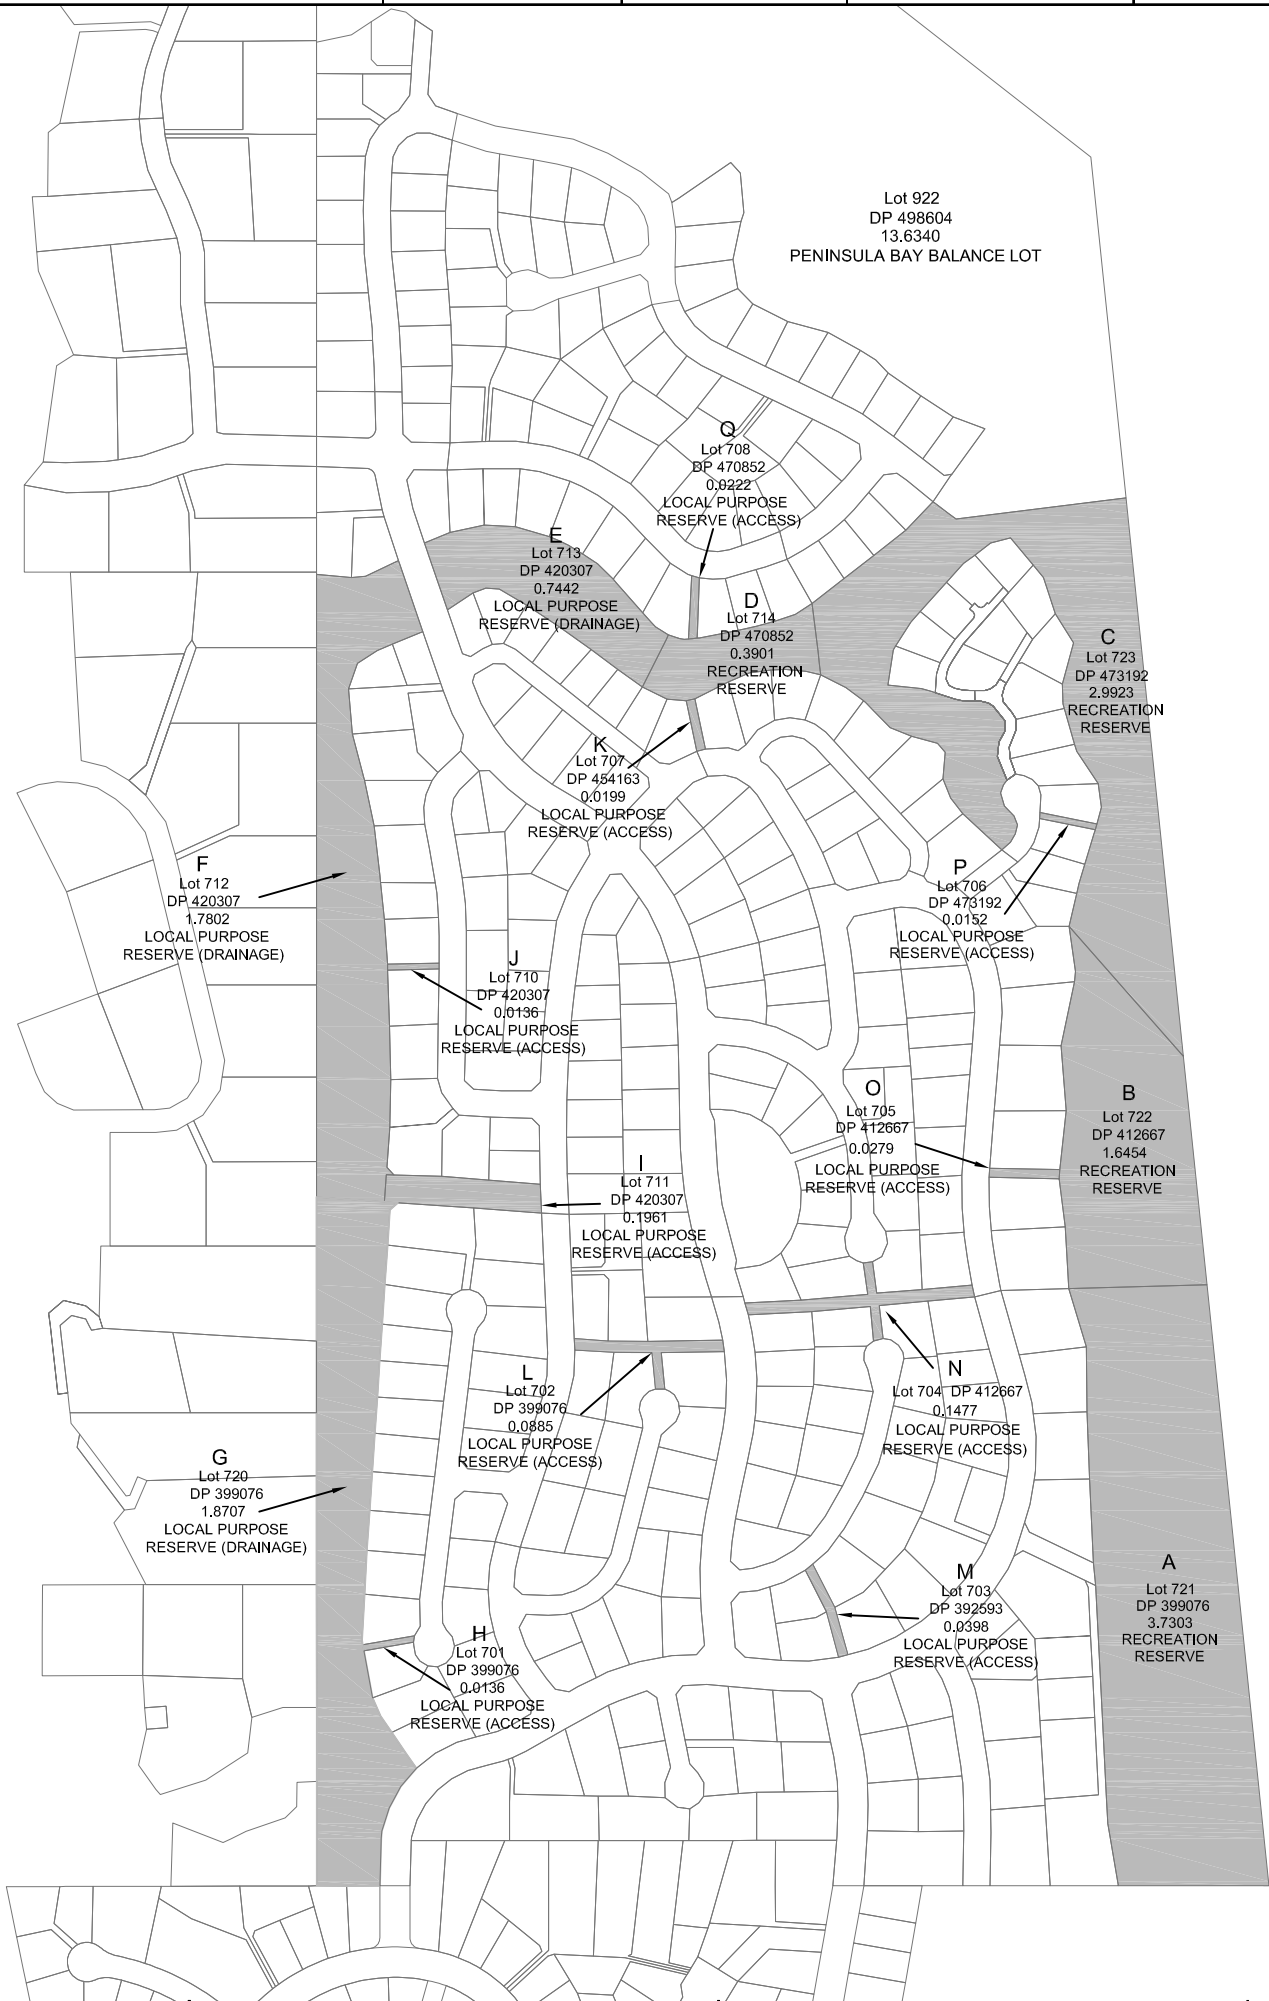 Lot 922
DP 498604
13.6340
PENINSULA BAY BALANCE LOT
Q
Lot 708
DP 470852
0.0222
LOCAL PURPOSE
RESERVE (ACCESS)
E
Lot 713
DP 420307
0.7442
LOCAL PURPOSE
RESERVE (DRAINAGE)
D
Lot 714
DP 470852
0.3901
RECREATION
RESERVE
C
Lot 723
DP 473192
2.9923
RECREATION
RESERVE
K
Lot 707
DP 454163
0.0199
LOCAL PURPOSE
RESERVE (ACCESS)
F
Lot 712
DP 420307
1.7802
LOCAL PURPOSE
RESERVE (DRAINAGE)
P
Lot 706
DP 473192
0.0152
LOCAL PURPOSE
RESERVE (ACCESS)
J
Lot 710
DP 420307
0.0136
LOCAL PURPOSE
RESERVE (ACCESS)
O
Lot 705
DP 412667
0.0279
LOCAL PURPOSE
RESERVE (ACCESS)
B
Lot 722
DP 412667
1.6454
RECREATION
RESERVE
I
Lot 711
DP 420307
0.1961
LOCAL PURPOSE
RESERVE (ACCESS)
L
Lot 702
DP 399076
0.0885
LOCAL PURPOSE
RESERVE (ACCESS)
N
Lot 704 DP 412667
0.1477
LOCAL PURPOSE
RESERVE (ACCESS)
G
Lot 720
DP 399076
1.8707
LOCAL PURPOSE
RESERVE (DRAINAGE)
A
Lot 721
DP 399076
3.7303
RECREATION
RESERVE
M
Lot 703
DP 392593
0.0398
LOCAL PURPOSE
RESERVE (ACCESS)
H
Lot 701
DP 399076
0.0136
LOCAL PURPOSE
RESERVE (ACCESS)